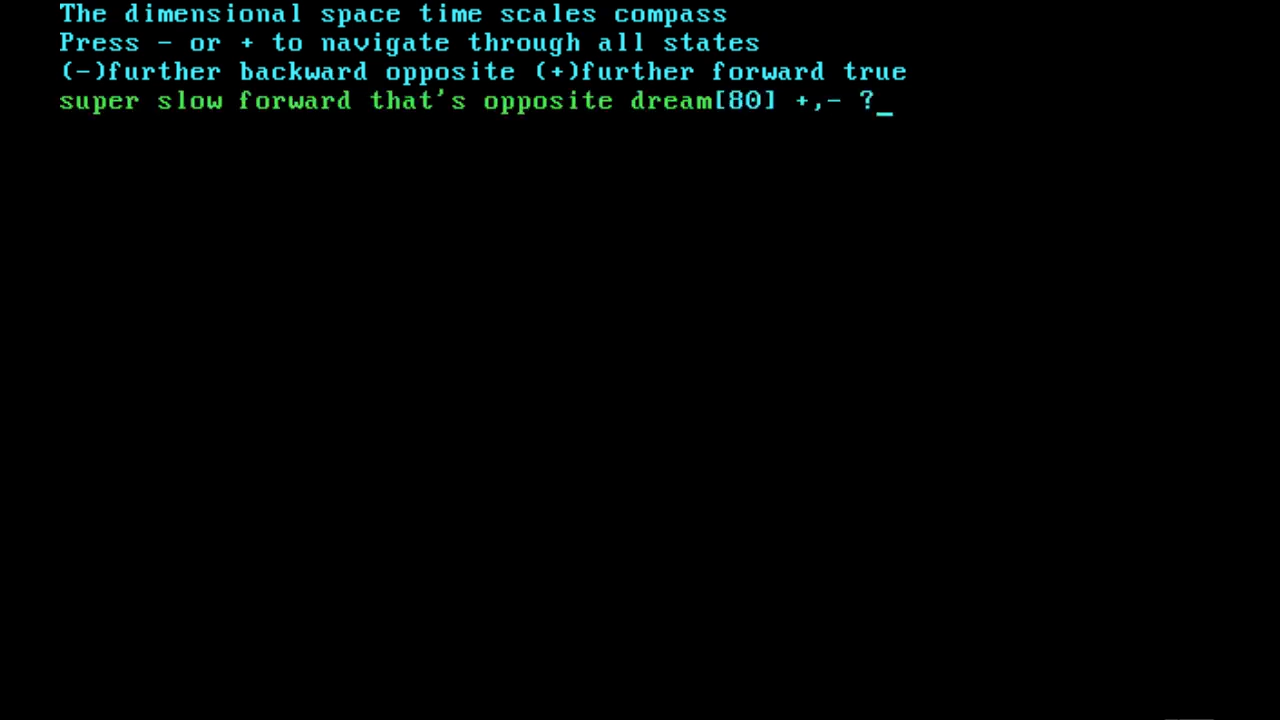 The dimensional space time scales compass
Press - or + to navigate through all states
(-)further backward opposite (+)further forward true
super slow forward that's opposite dream[80] +,- ?_